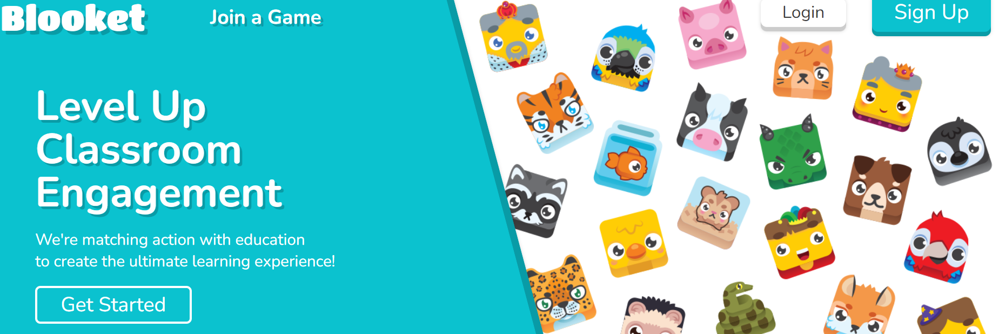 Blooket
Join a Game
Login
Sign Up
Level Up
Classroom
Engagement
We're matching action with education
to create the ultimate learning experience!
Get Started